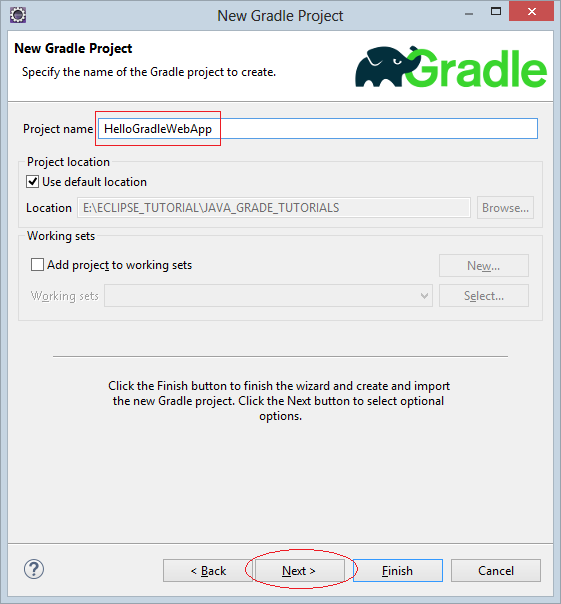 New Gradle Project
New Gradle Project
Specify the name of the Gradle project to create.
Gradle
Project name HelloGradleWebApp
Project location
Use default location
Location E:\ECLIPSE_TUTORIAL\JAVA_GRADE_TUTORIALS Browse...
Working sets
Add project to working sets New...
Working sets Select...
Click the Finish button to finish the wizard and create and import
the new Gradle project. Click the Next button to select optional
options.
? < Back Next > Finish Cancel